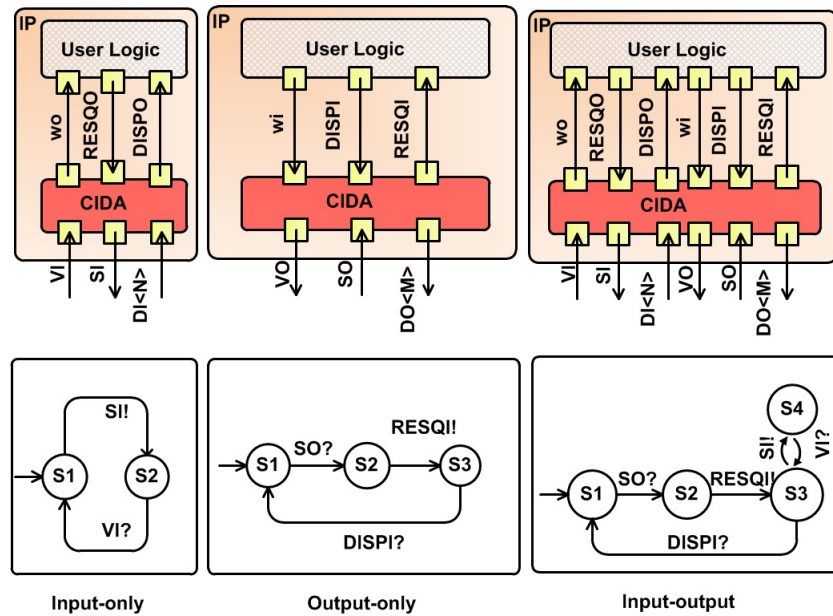 IP
User Logic
wo
RESQO
DISPO
CIDA
VI
SI
DI<N>
IP
User Logic
wi
DISPI
RESQI
CIDA
VO
SO
DO<M>
IP
User Logic
wo
RESQO
DISPO
wi
DISPI
RESQI
CIDA
VI
SI
DI<N>
VO
SO
DO<M>
SI!
S1
S2
VI?
Input-only
RESQI!
SO?
S1
S2
S3
DISPI?
Output-only
S4
SI!
VI?
SO?
RESQI!
S1
S2
S3
DISPI?
Input-output